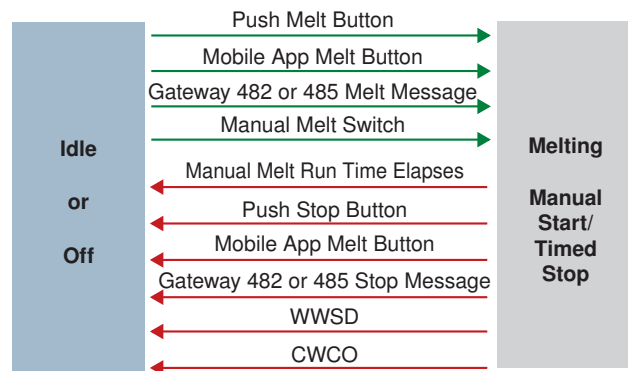 Push Melt Button
Mobile App Melt Button
Gateway 482 or 485 Melt Message
Manual Melt Switch
Idle
or
Off
Manual Melt Run Time Elapses
Push Stop Button
Mobile App Melt Button
Gateway 482 or 485 Stop Message
WWSD
CWCO
Melting
Manual
Start/
Timed
Stop